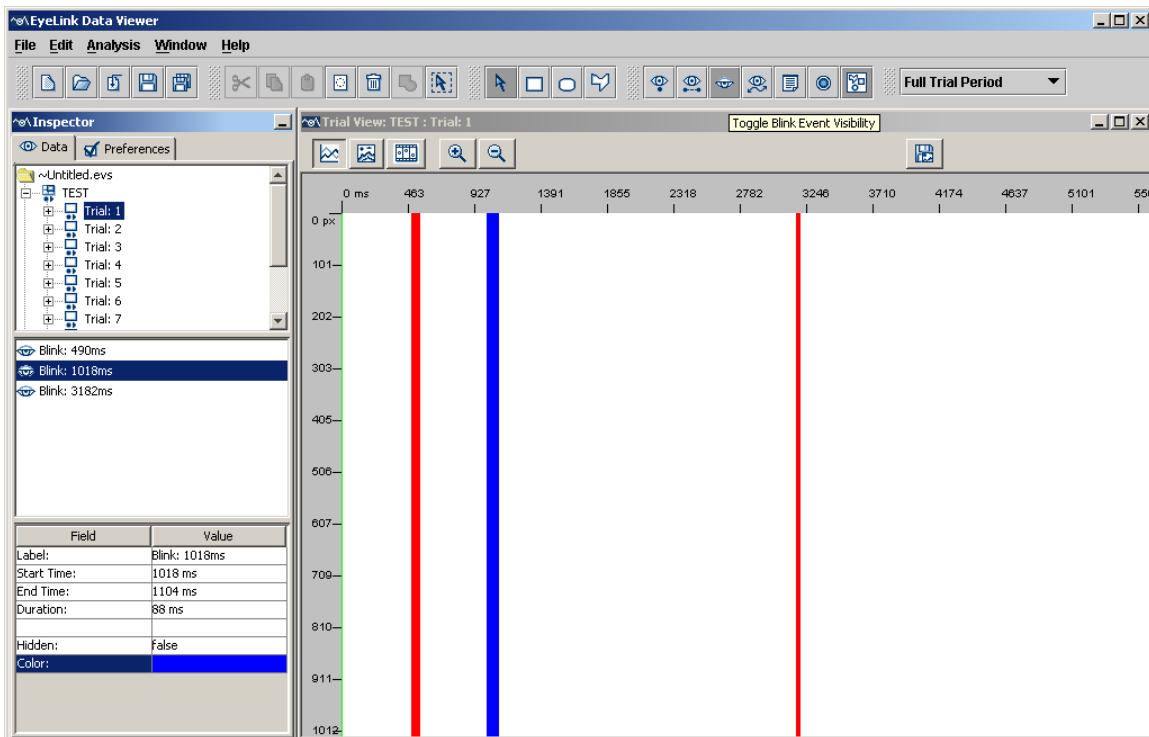 EyeLink Data Viewer
File Edit Analysis Window Help
Full Trial Period
Inspector
Trial View: TEST : Trial: 1
Toggle Blink Event Visibility
Data Preferences
~Untitled.evs
TEST
Trial: 1
Trial: 2
Trial: 3
Trial: 4
Trial: 5
Trial: 6
Trial: 7
Blink: 490ms
Blink: 1018ms
Blink: 3182ms
Field Value
Label: Blink: 1018ms
Start Time: 1018 ms
End Time: 1104 ms
Duration: 88 ms
Hidden: false
Color:
0 ms 463 927 1391 1855 2318 2782 3246 3710 4174 4637 5101
0 px
101
202
303
405
506
607
709
810
911
1012